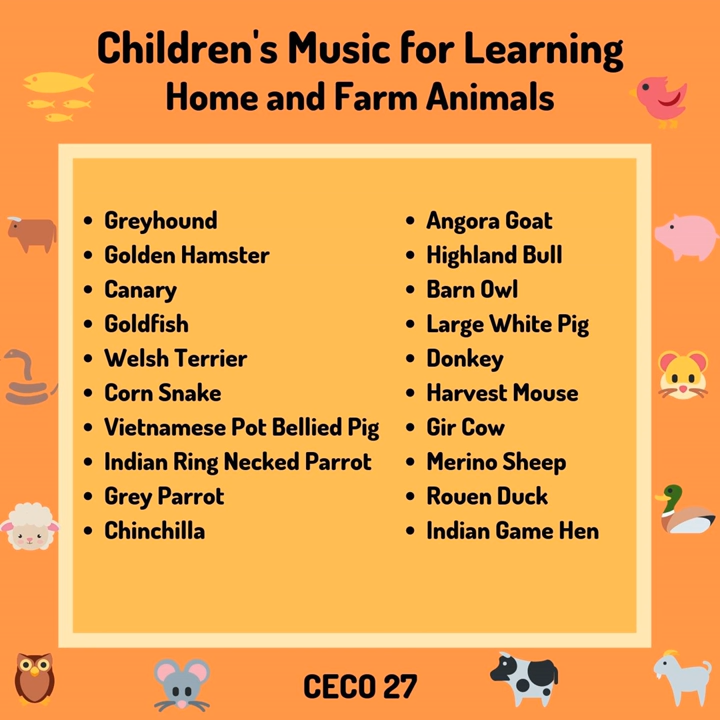 Children's Music for Learning
Home and Farm Animals
• Greyhound
• Golden Hamster
• Canary
• Goldfish
• Welsh Terrier
• Corn Snake
• Vietnamese Pot Bellied Pig
• Indian Ring Necked Parrot
• Grey Parrot
• Chinchilla
• Angora Goat
• Highland Bull
• Barn Owl
• Large White Pig
• Donkey
• Harvest Mouse
• Gir Cow
• Merino Sheep
• Rouen Duck
• Indian Game Hen
CECO 27